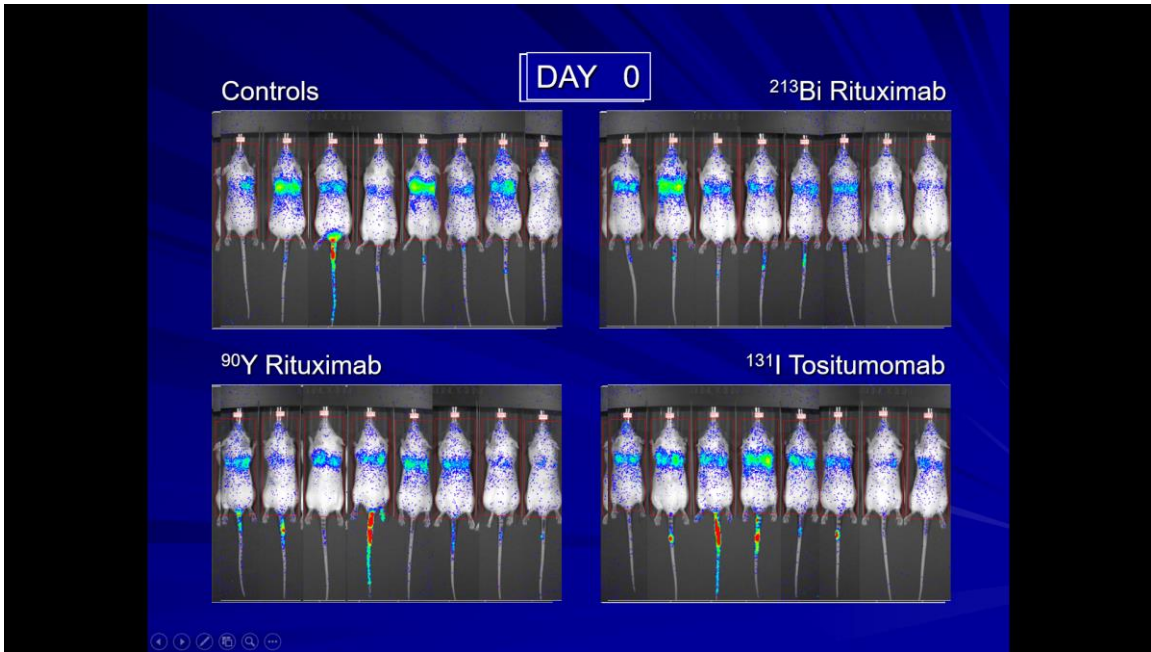 DAY 0
Controls
²¹³Bi Rituximab
⁹⁰Y Rituximab
¹³¹I Tositumomab